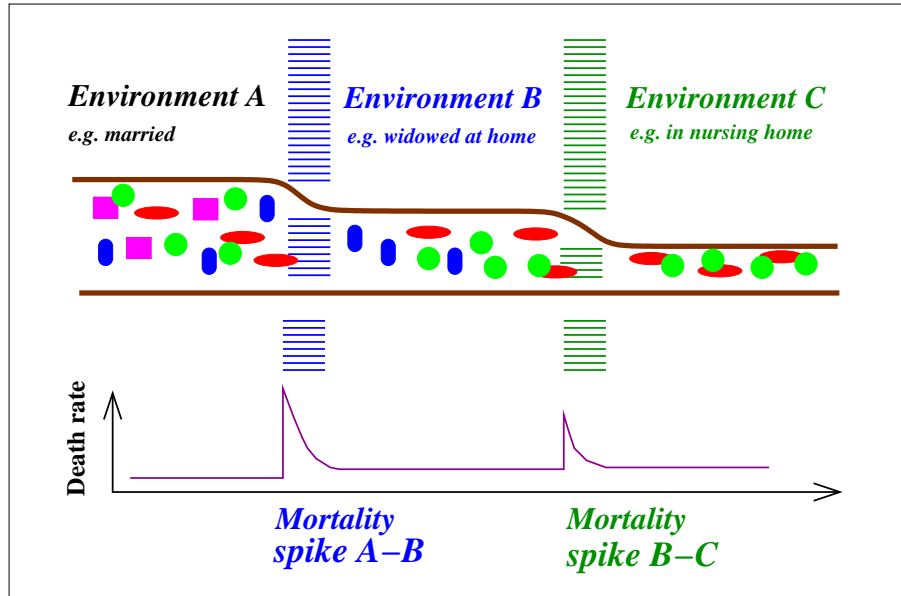 Environment A
e.g. married
Environment B
e.g. widowed at home
Environment C
e.g. in nursing home
Death rate
Mortality
spike A–B
Mortality
spike B–C